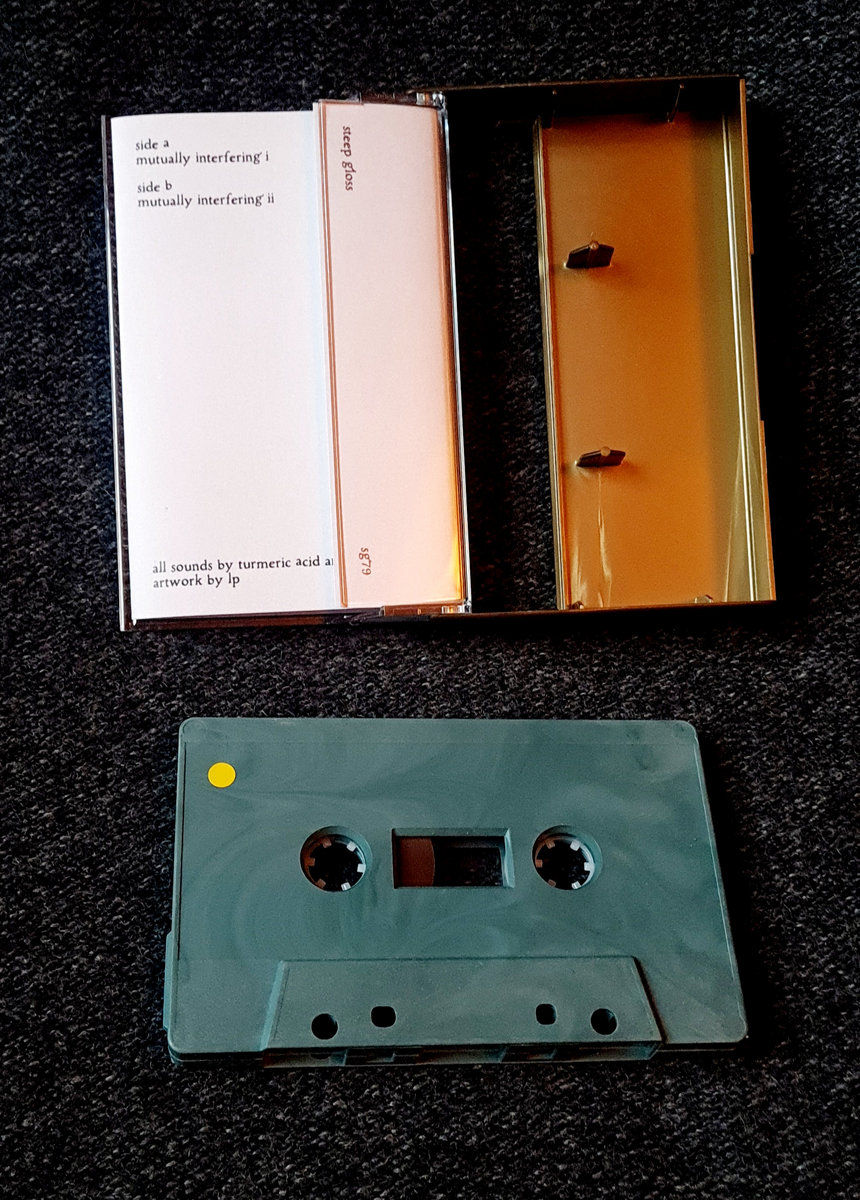 side a
mutually interfering i
side b
mutually interfering ii
all sounds by turmeric acid
artwork by lp
steep gloss
sg79